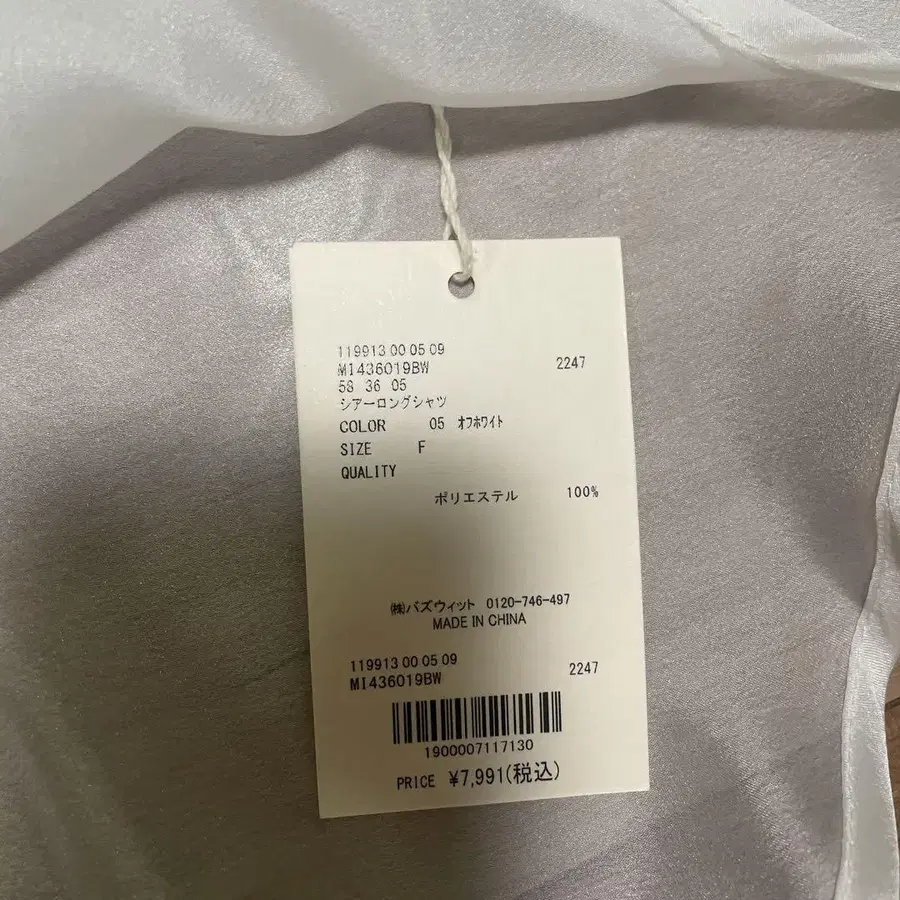 119913 00 05 09
MI436019BW 2247
58 36 05
シアーロングシャツ
COLOR 05 ｵﾌﾎﾜｲﾄ
SIZE F
QUALITY
ポリエステル 100%
㈱バズウィット 0120-746-497
MADE IN CHINA
119913 00 05 09
MI436019BW 2247
1900007117130
PRICE ¥7,991(税込)